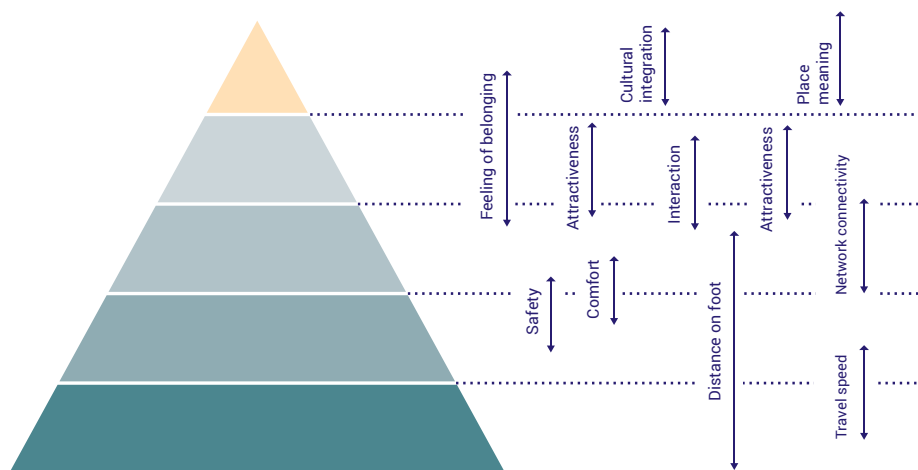 Feeling of belonging
Cultural
integration
Place
meaning
Attractiveness
Interaction
Attractiveness
Network connectivity
Safety
Comfort
Distance on foot
Travel speed